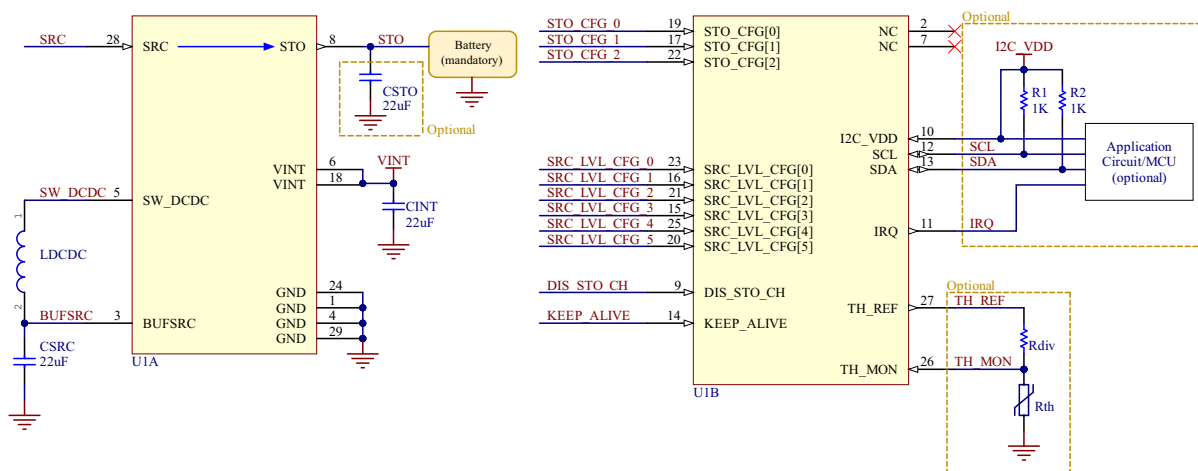 SRC
28
SRC
STO
8
STO
Battery
(mandatory)
CSTO
22uF
Optional
VINT
6
VINT
18
VINT
CINT
22uF
SW_DCDC
5
SW_DCDC
1
LDCDC
2
BUFSRC
3
BUFSRC
CSRC
22uF
GND
24
GND
1
GND
4
GND
29
U1A
STO_CFG_0
19
STO_CFG[0]
STO_CFG_1
17
STO_CFG[1]
STO_CFG_2
22
STO_CFG[2]
SRC_LVL_CFG_0
23
SRC_LVL_CFG[0]
SRC_LVL_CFG_1
16
SRC_LVL_CFG[1]
SRC_LVL_CFG_2
21
SRC_LVL_CFG[2]
SRC_LVL_CFG_3
15
SRC_LVL_CFG[3]
SRC_LVL_CFG_4
25
SRC_LVL_CFG[4]
SRC_LVL_CFG_5
20
SRC_LVL_CFG[5]
DIS_STO_CH
9
DIS_STO_CH
KEEP_ALIVE
14
KEEP_ALIVE
NC
2
NC
7
Optional
I2C_VDD
R1
1K
R2
1K
I2C_VDD
10
SCL
12
SCL
SDA
13
SDA
IRQ
11
IRQ
Application
Circuit/MCU
(optional)
Optional
TH_REF
27
TH_REF
Rdiv
TH_MON
26
TH_MON
Rth
U1B